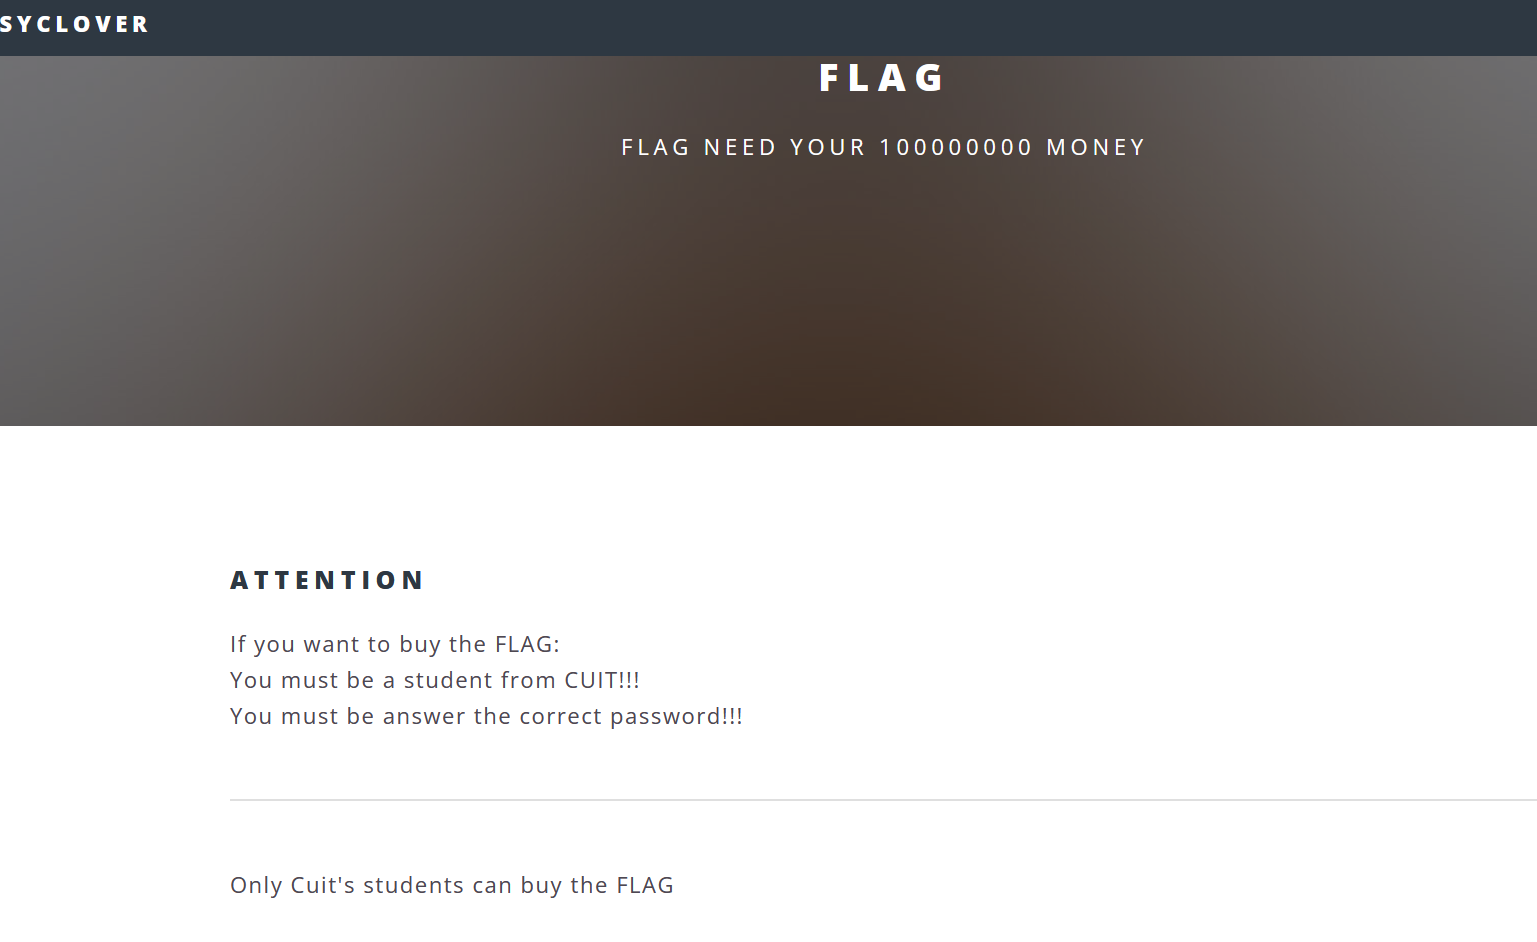 SYCLOVER
FLAG
FLAG NEED YOUR 100000000 MONEY
ATTENTION
If you want to buy the FLAG:
You must be a student from CUIT!!!
You must be answer the correct password!!!
Only Cuit's students can buy the FLAG